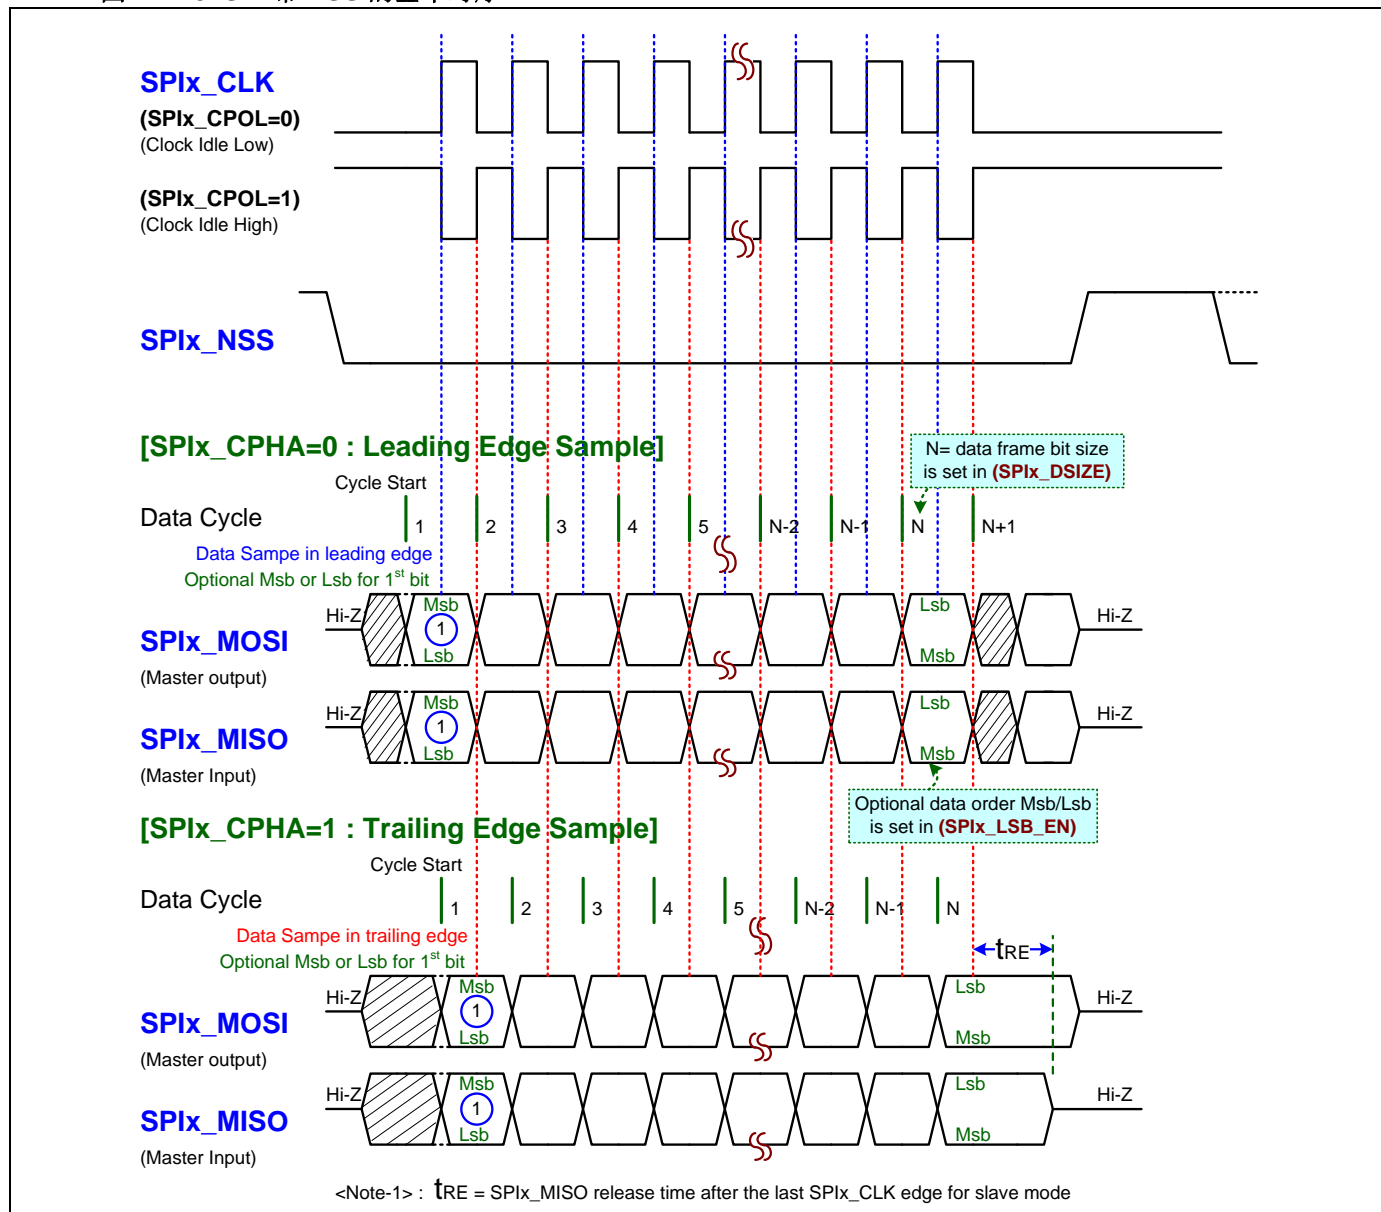 SPIx_CLK
(SPIx_CPOL=0)
(Clock Idle Low)
(SPIx_CPOL=1)
(Clock Idle High)
SPIx_NSS
[SPIx_CPHA=0 : Leading Edge Sample]
N= data frame bit size
is set in (SPIx_DSIZE)
Cycle Start
Data Cycle
1 2 3 4 5 N-2 N-1 N N+1
Data Sampe in leading edge
Optional Msb or Lsb for 1st bit
Hi-Z Msb Lsb Hi-Z
SPIx_MOSI 1
Lsb Msb
(Master output)
Hi-Z Msb Lsb Hi-Z
SPIx_MISO 1
Lsb Msb
(Master Input)
Optional data order Msb/Lsb
is set in (SPIx_LSB_EN)
[SPIx_CPHA=1 : Trailing Edge Sample]
Cycle Start
Data Cycle
1 2 3 4 5 N-2 N-1 N
Data Sampe in trailing edge
tRE
Optional Msb or Lsb for 1st bit
Hi-Z Msb Lsb Hi-Z
SPIx_MOSI 1
Lsb Msb
(Master output)
Hi-Z Msb Lsb Hi-Z
SPIx_MISO 1
Lsb Msb
(Master Input)
<Note-1> : tRE = SPIx_MISO release time after the last SPIx_CLK edge for slave mode